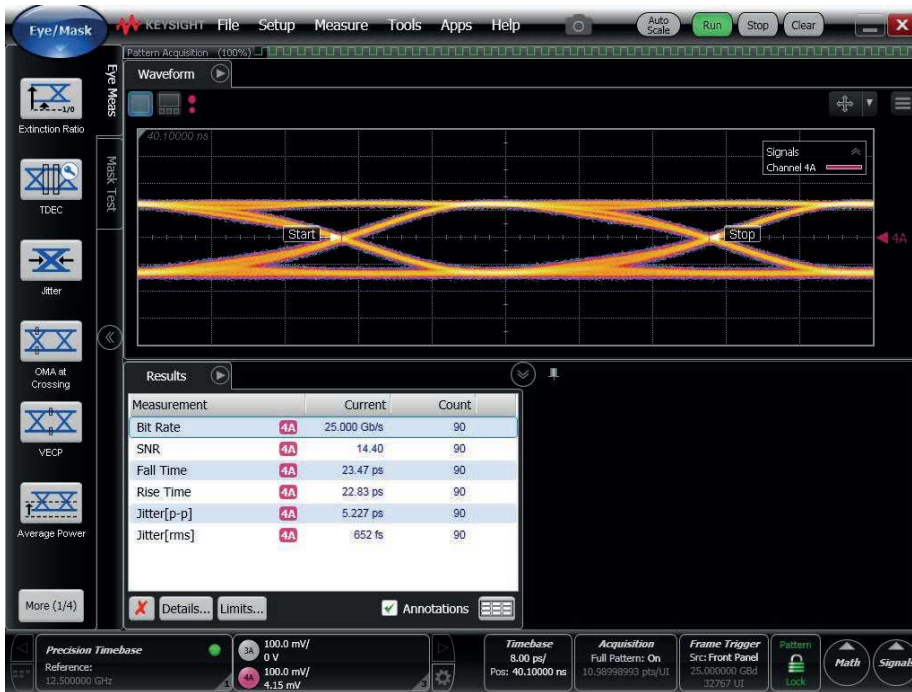 Eye/Mask
KEYSIGHT File Setup Measure Tools Apps Help
Auto Scale
Run
Stop
Clear
Pattern Acquisition (100%)
Eye Meas
Mask Test
Waveform
Extinction Ratio
TDEC
Jitter
OMA at
Crossing
VECP
Average Power
More (1/4)
40.10000 ns
Signals
Channel 4A
Start
Stop
4A
Results
Measurement Current Count
Bit Rate 4A 25.000 Gb/s 90
SNR 4A 14.40 90
Fall Time 4A 23.47 ps 90
Rise Time 4A 22.83 ps 90
Jitter[p-p] 4A 5.227 ps 90
Jitter[rms] 4A 652 fs 90
Details... Limits... Annotations
Precision Timebase
Reference:
12.500000 GHz
1
3A 100.0 mV/
0 V
4A 100.0 mV/
4.15 mV
3
Timebase
8.00 ps/
Pos: 40.10000 ns
Acquisition
Full Pattern: On
10.98998993 pts/UI
Frame Trigger
Src: Front Panel
25.000000 GBd
32767 UI
Pattern
Lock
Math
Signals